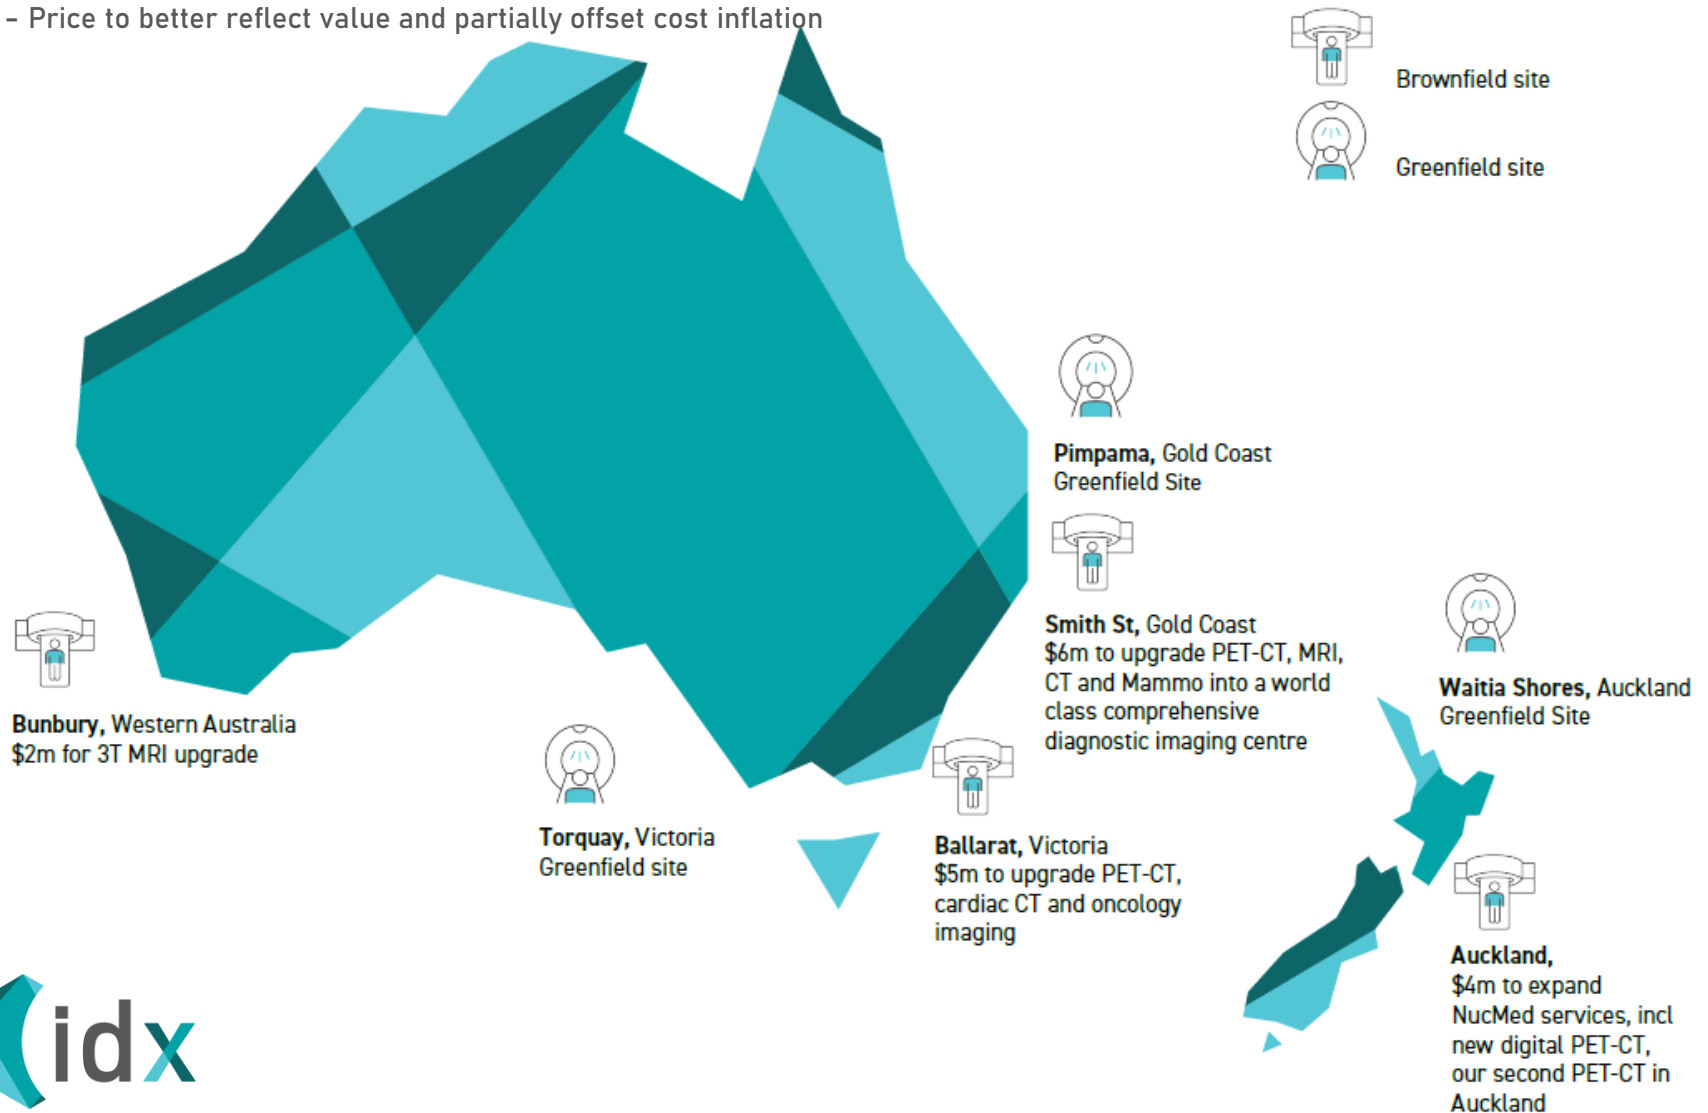 - Price to better reflect value and partially offset cost inflation
Brownfield site
Greenfield site
Pimpama, Gold Coast
Greenfield Site
Smith St, Gold Coast
$6m to upgrade PET-CT, MRI,
CT and Mammo into a world
class comprehensive
diagnostic imaging centre
Waitia Shores, Auckland
Greenfield Site
Bunbury, Western Australia
$2m for 3T MRI upgrade
Torquay, Victoria
Greenfield site
Ballarat, Victoria
$5m to upgrade PET-CT,
cardiac CT and oncology
imaging
Auckland,
$4m to expand
NucMed services, incl
new digital PET-CT,
our second PET-CT in
Auckland
idx